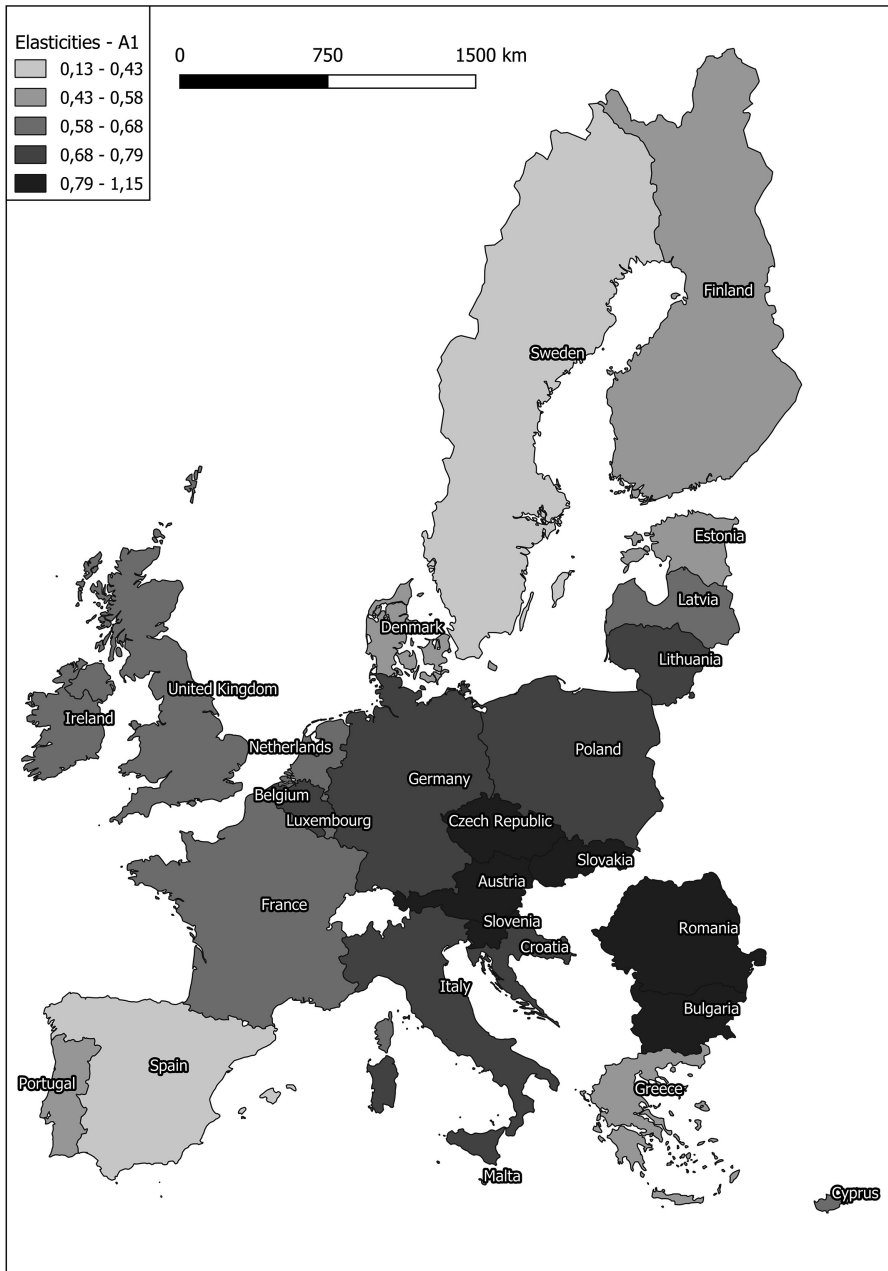 Elasticities - A1
0,13 - 0,43
0,43 - 0,58
0,58 - 0,68
0,68 - 0,79
0,79 - 1,15
0 750 1500 km
Finland
Sweden
Estonia
Latvia
Denmark
Lithuania
United Kingdom
Ireland
Netherlands
Poland
Germany
Belgium
Luxembourg
Czech Republic
Slovakia
Austria
France
Slovenia
Romania
Croatia
Italy
Bulgaria
Spain
Portugal
Greece
Malta
Cyprus